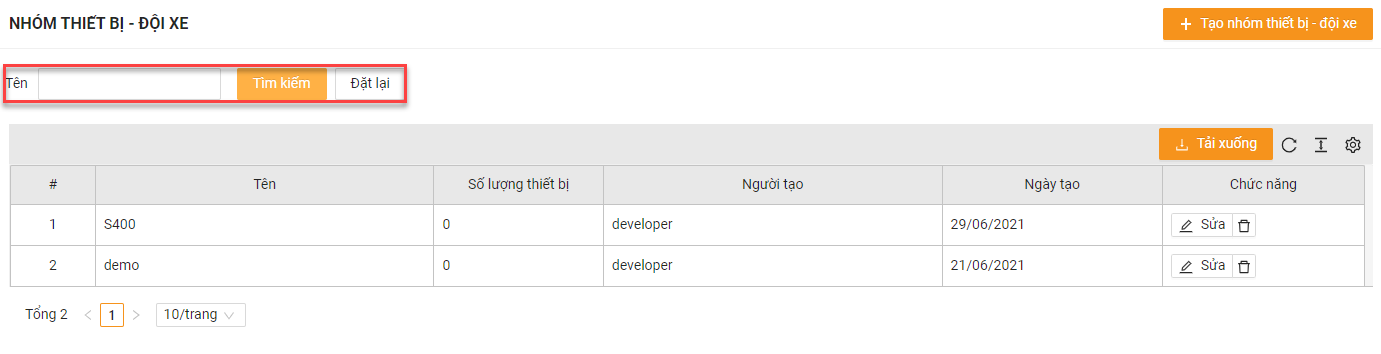 NHÓM THIẾT BỊ - ĐỘI XE
+ Tạo nhóm thiết bị - đội xe
Tên Tìm kiếm Đặt lại
Tải xuống
# Tên Số lượng thiết bị Người tạo Ngày tạo Chức năng
1 S400 0 developer 29/06/2021 Sửa
2 demo 0 developer 21/06/2021 Sửa
Tổng 2 < 1 > 10/trang